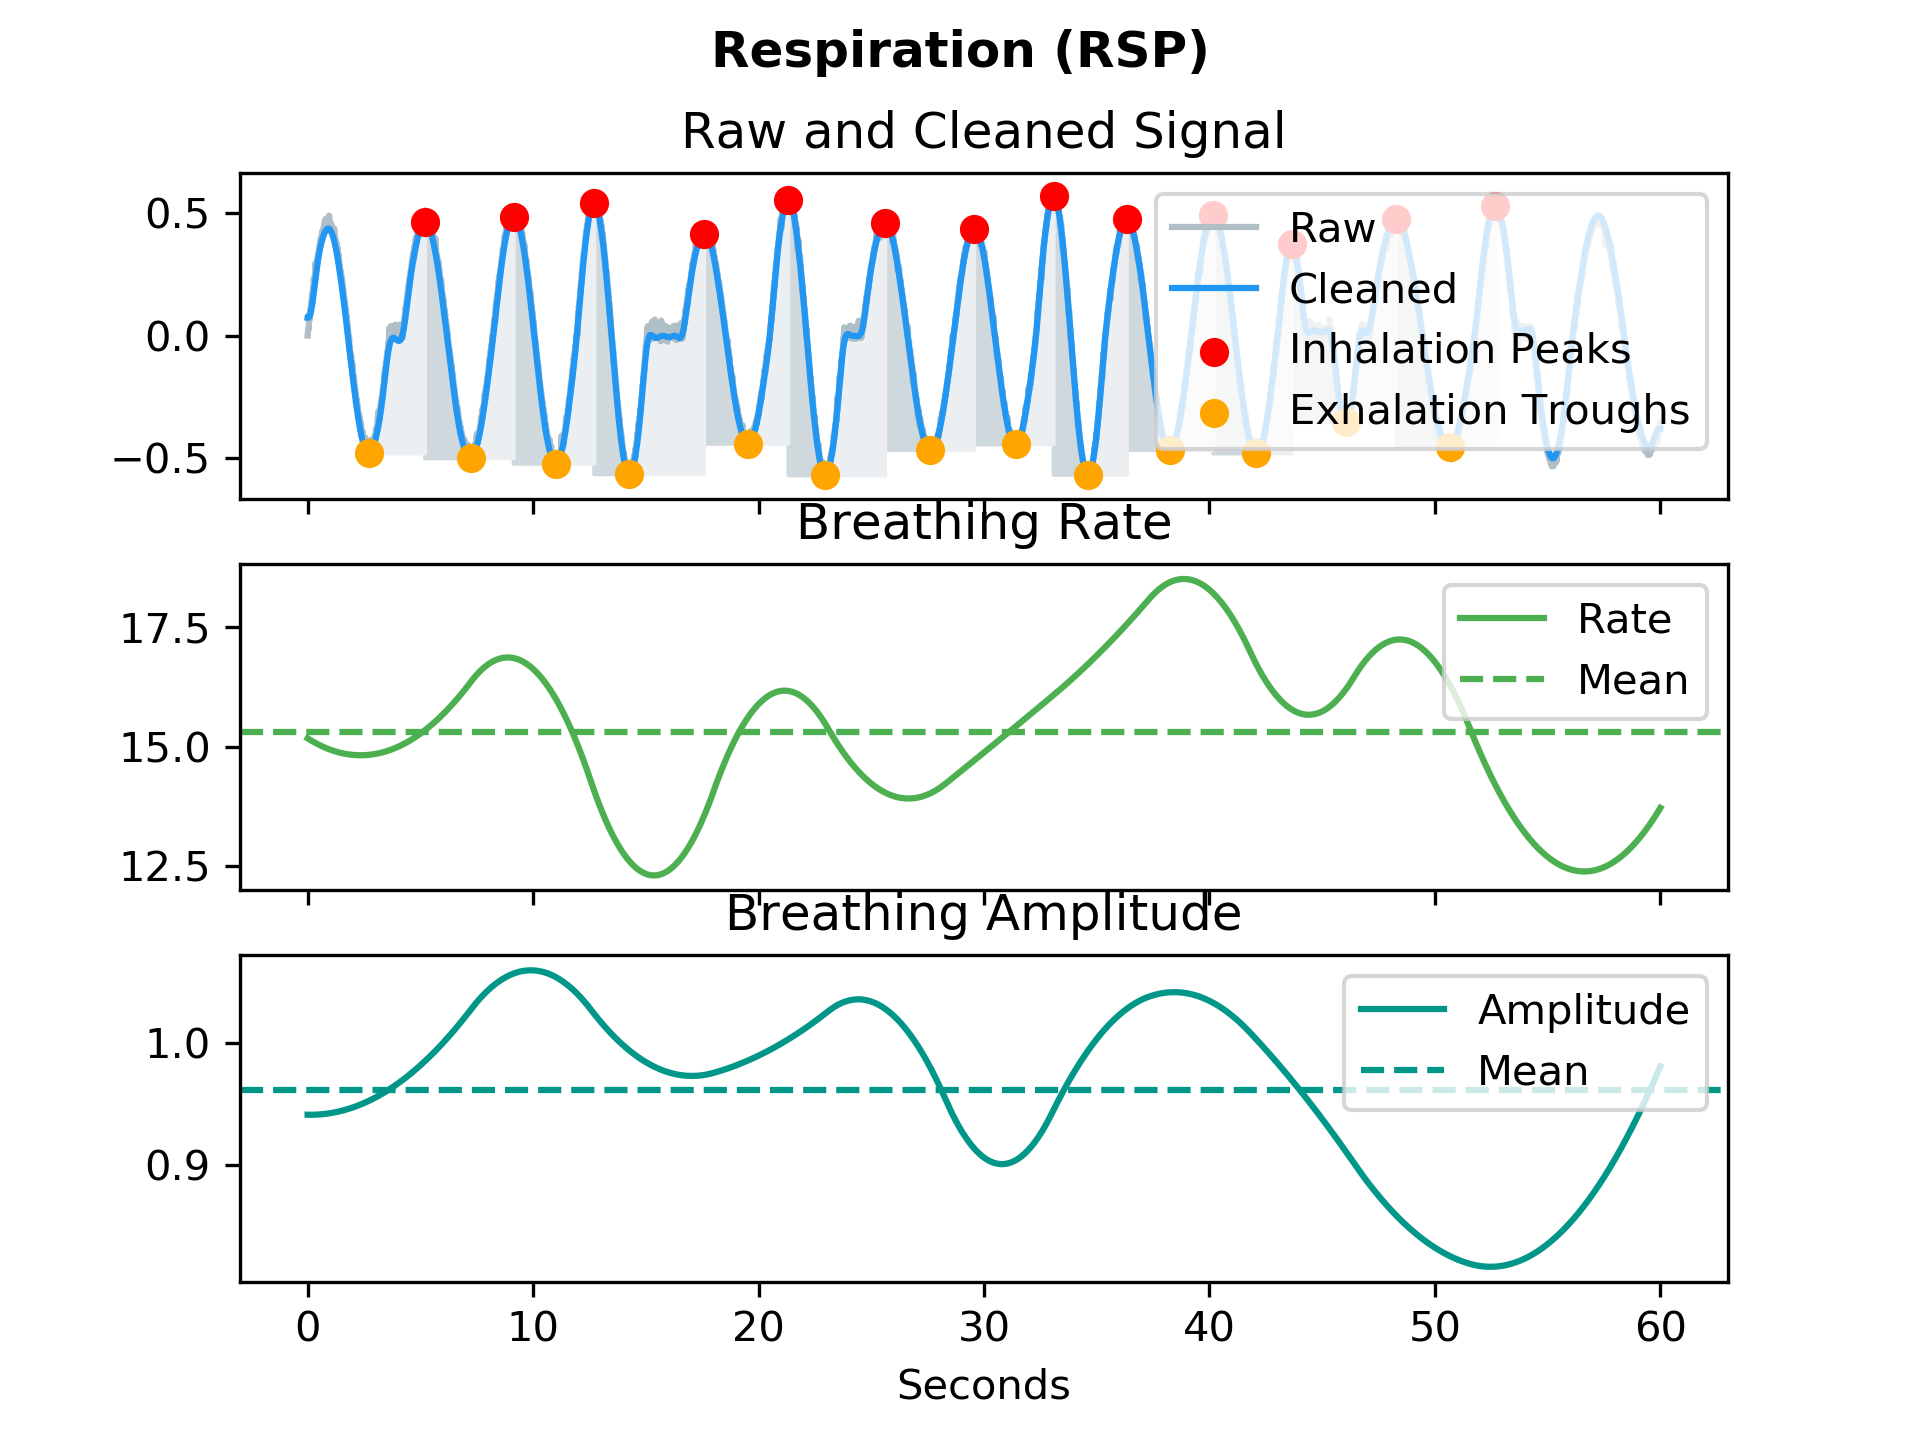 Respiration (RSP)
Raw and Cleaned Signal
0.5
0.0
−0.5
Raw
Cleaned
Inhalation Peaks
Exhalation Troughs
Breathing Rate
17.5
15.0
12.5
Rate
Mean
Breathing Amplitude
1.0
0.9
Amplitude
Mean
0 10 20 30 40 50 60
Seconds